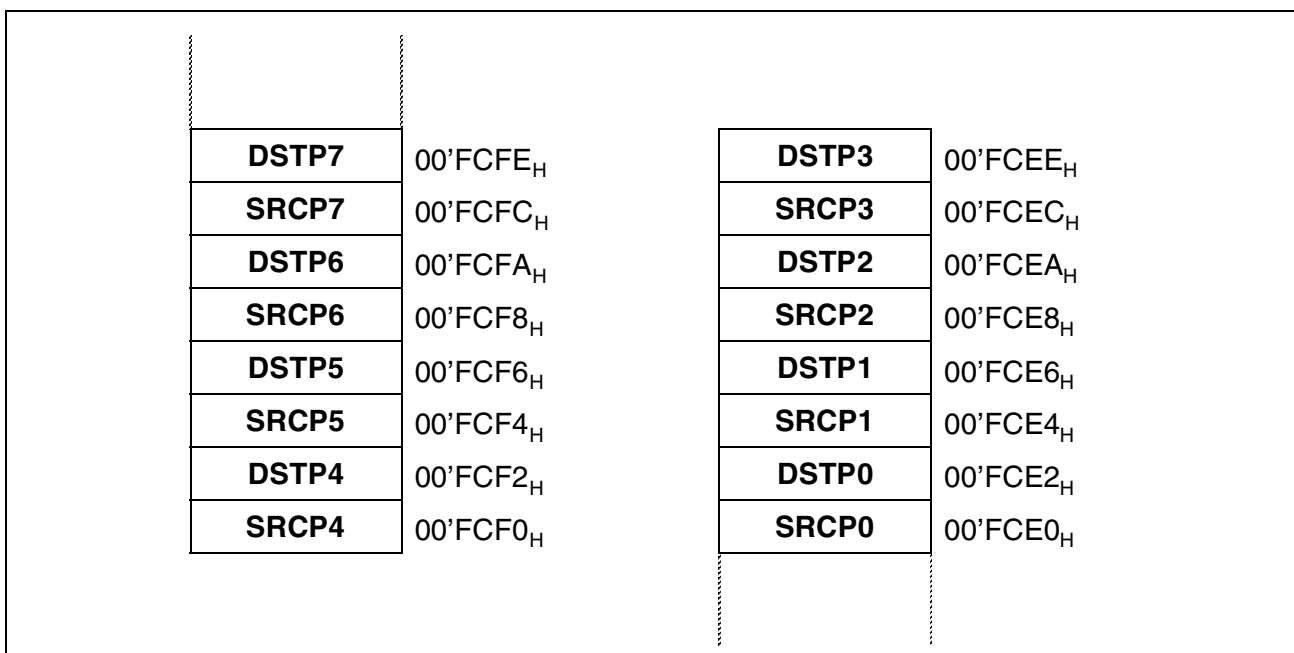 DSTP7 00'FCFEH
SRCP7 00'FCFCH
DSTP6 00'FCFAH
SRCP6 00'FCF8H
DSTP5 00'FCF6H
SRCP5 00'FCF4H
DSTP4 00'FCF2H
SRCP4 00'FCF0H
DSTP3 00'FCEEH
SRCP3 00'FCECH
DSTP2 00'FCEAH
SRCP2 00'FCE8H
DSTP1 00'FCE6H
SRCP1 00'FCE4H
DSTP0 00'FCE2H
SRCP0 00'FCE0H